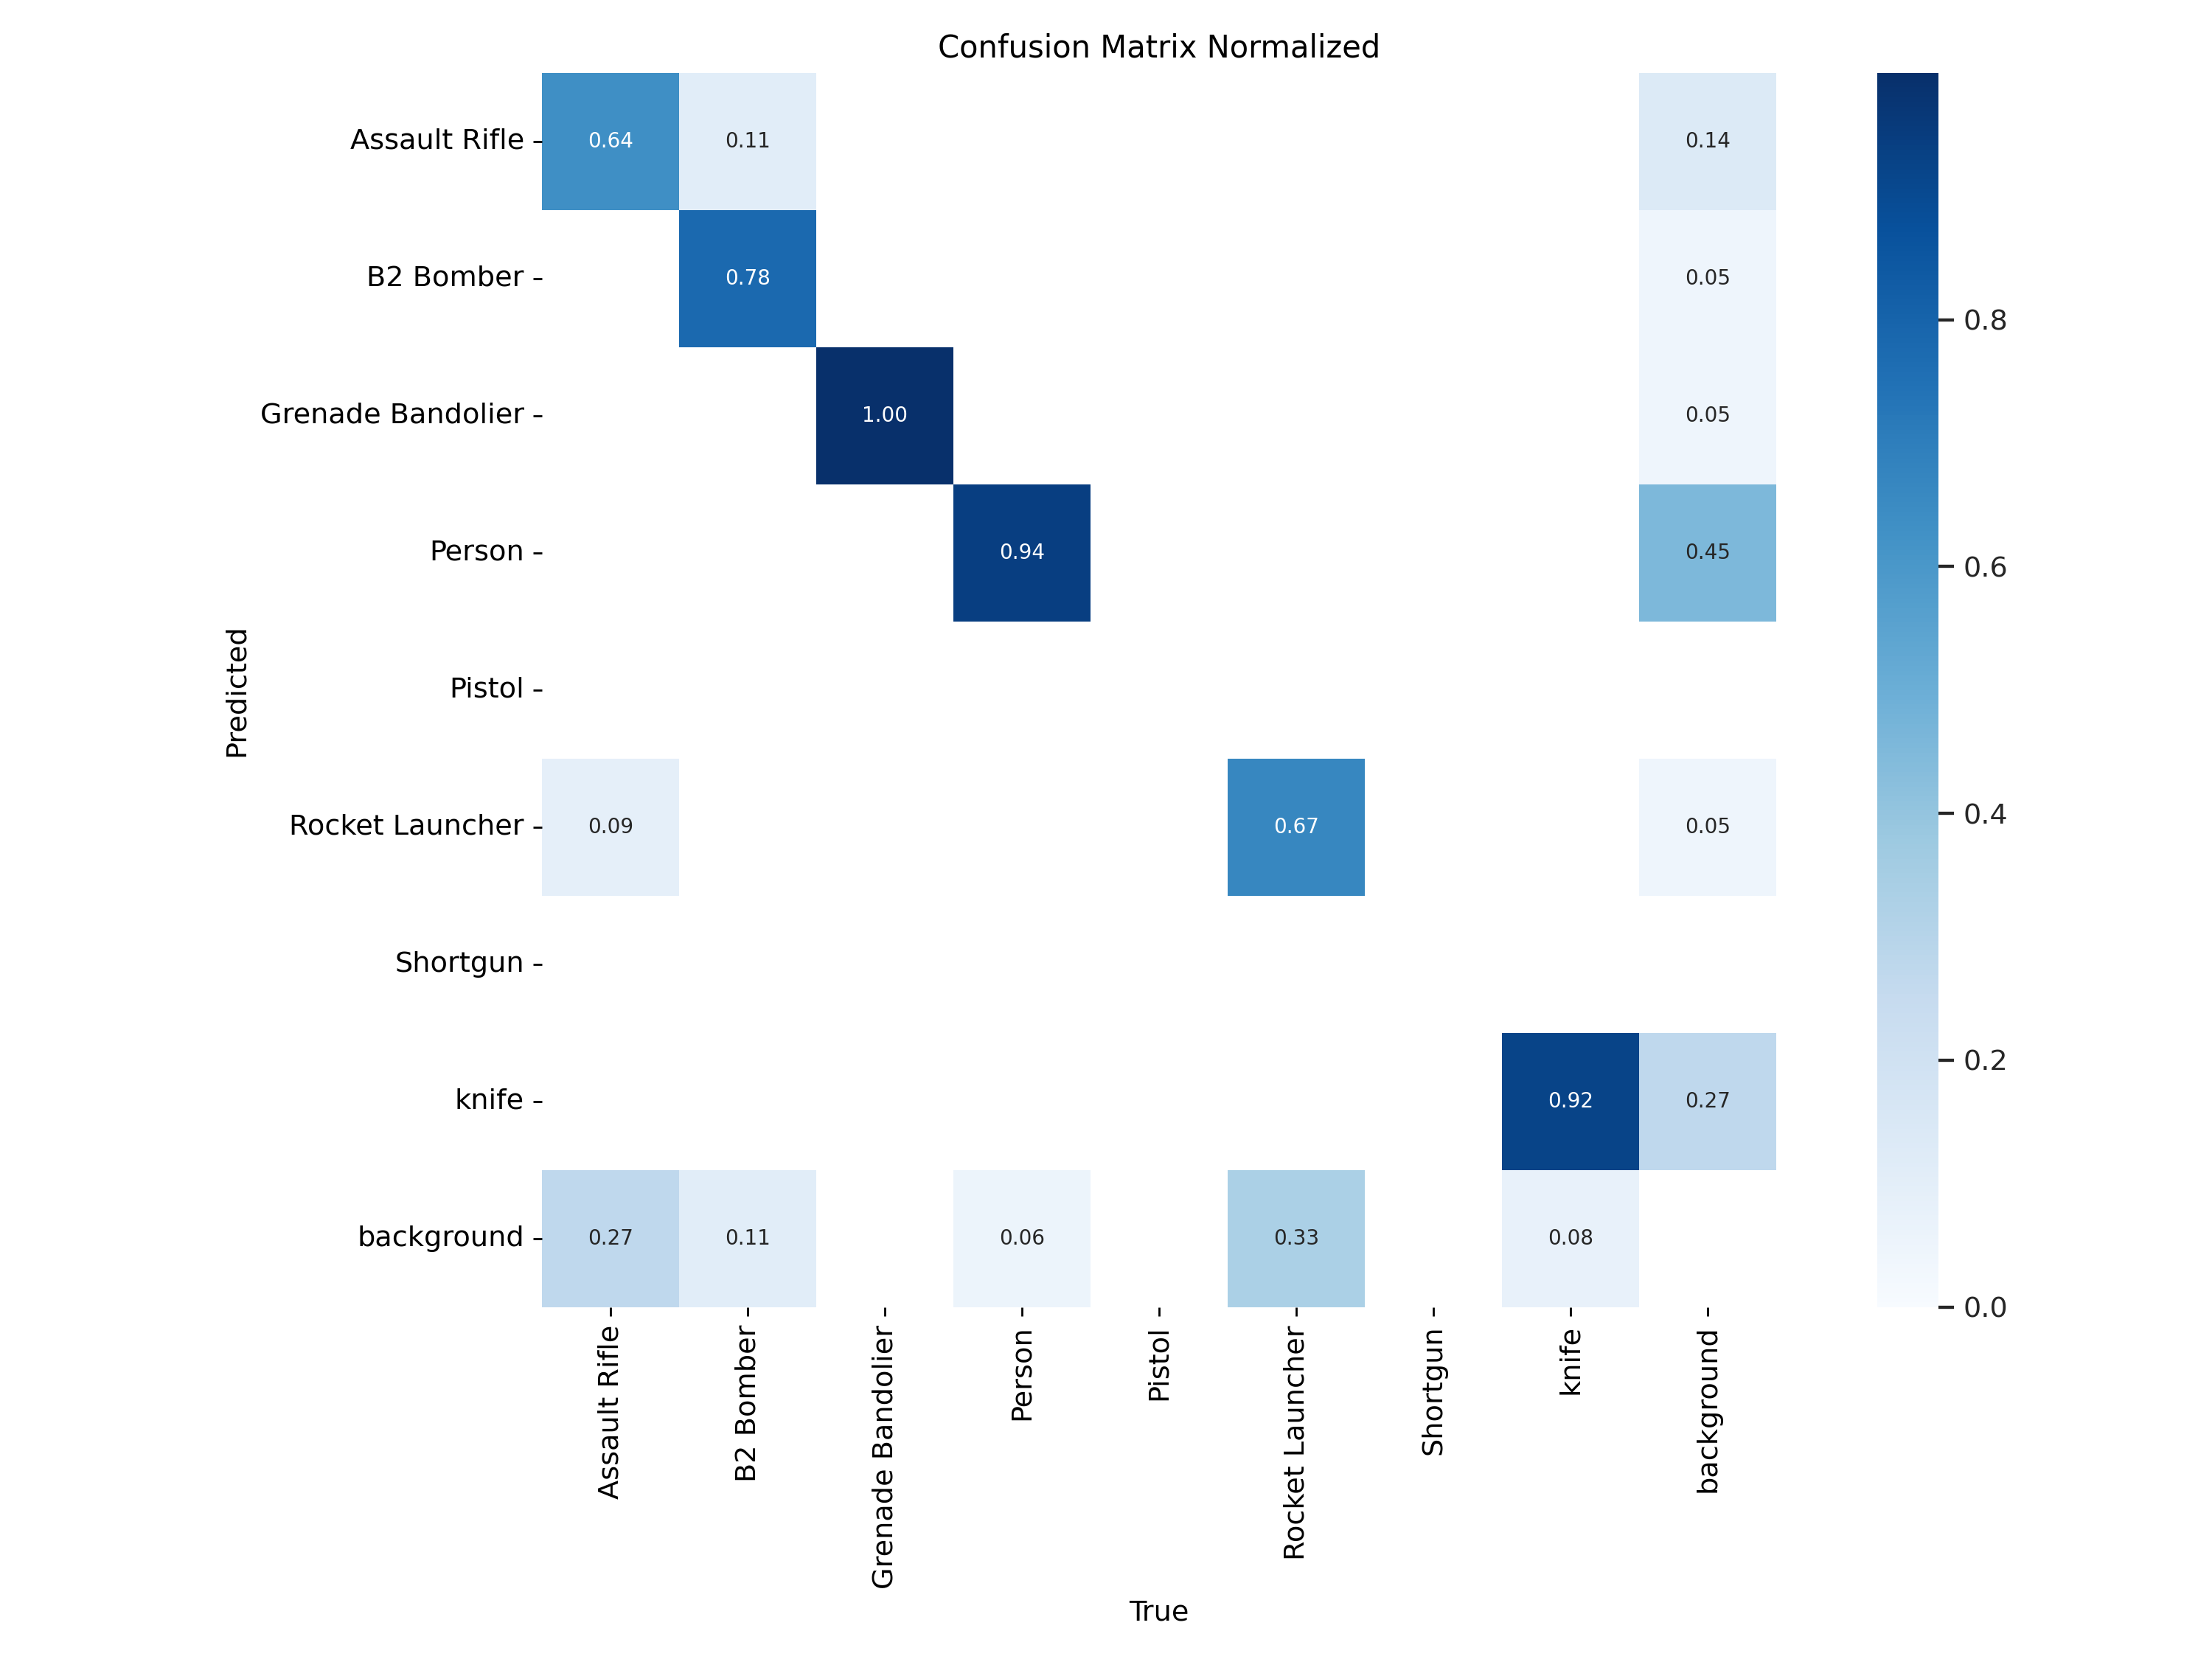 Confusion Matrix Normalized
Predicted
Assault Rifle 0.64 0.11 0.14
B2 Bomber 0.78 0.05
Grenade Bandolier 1.00 0.05
Person 0.94 0.45
Pistol
Rocket Launcher 0.09 0.67 0.05
Shortgun
knife 0.92 0.27
background 0.27 0.11 0.06 0.33 0.08
Assault Rifle
B2 Bomber
Grenade Bandolier
Person
Pistol
Rocket Launcher
Shortgun
knife
background
True
0.8
0.6
0.4
0.2
0.0